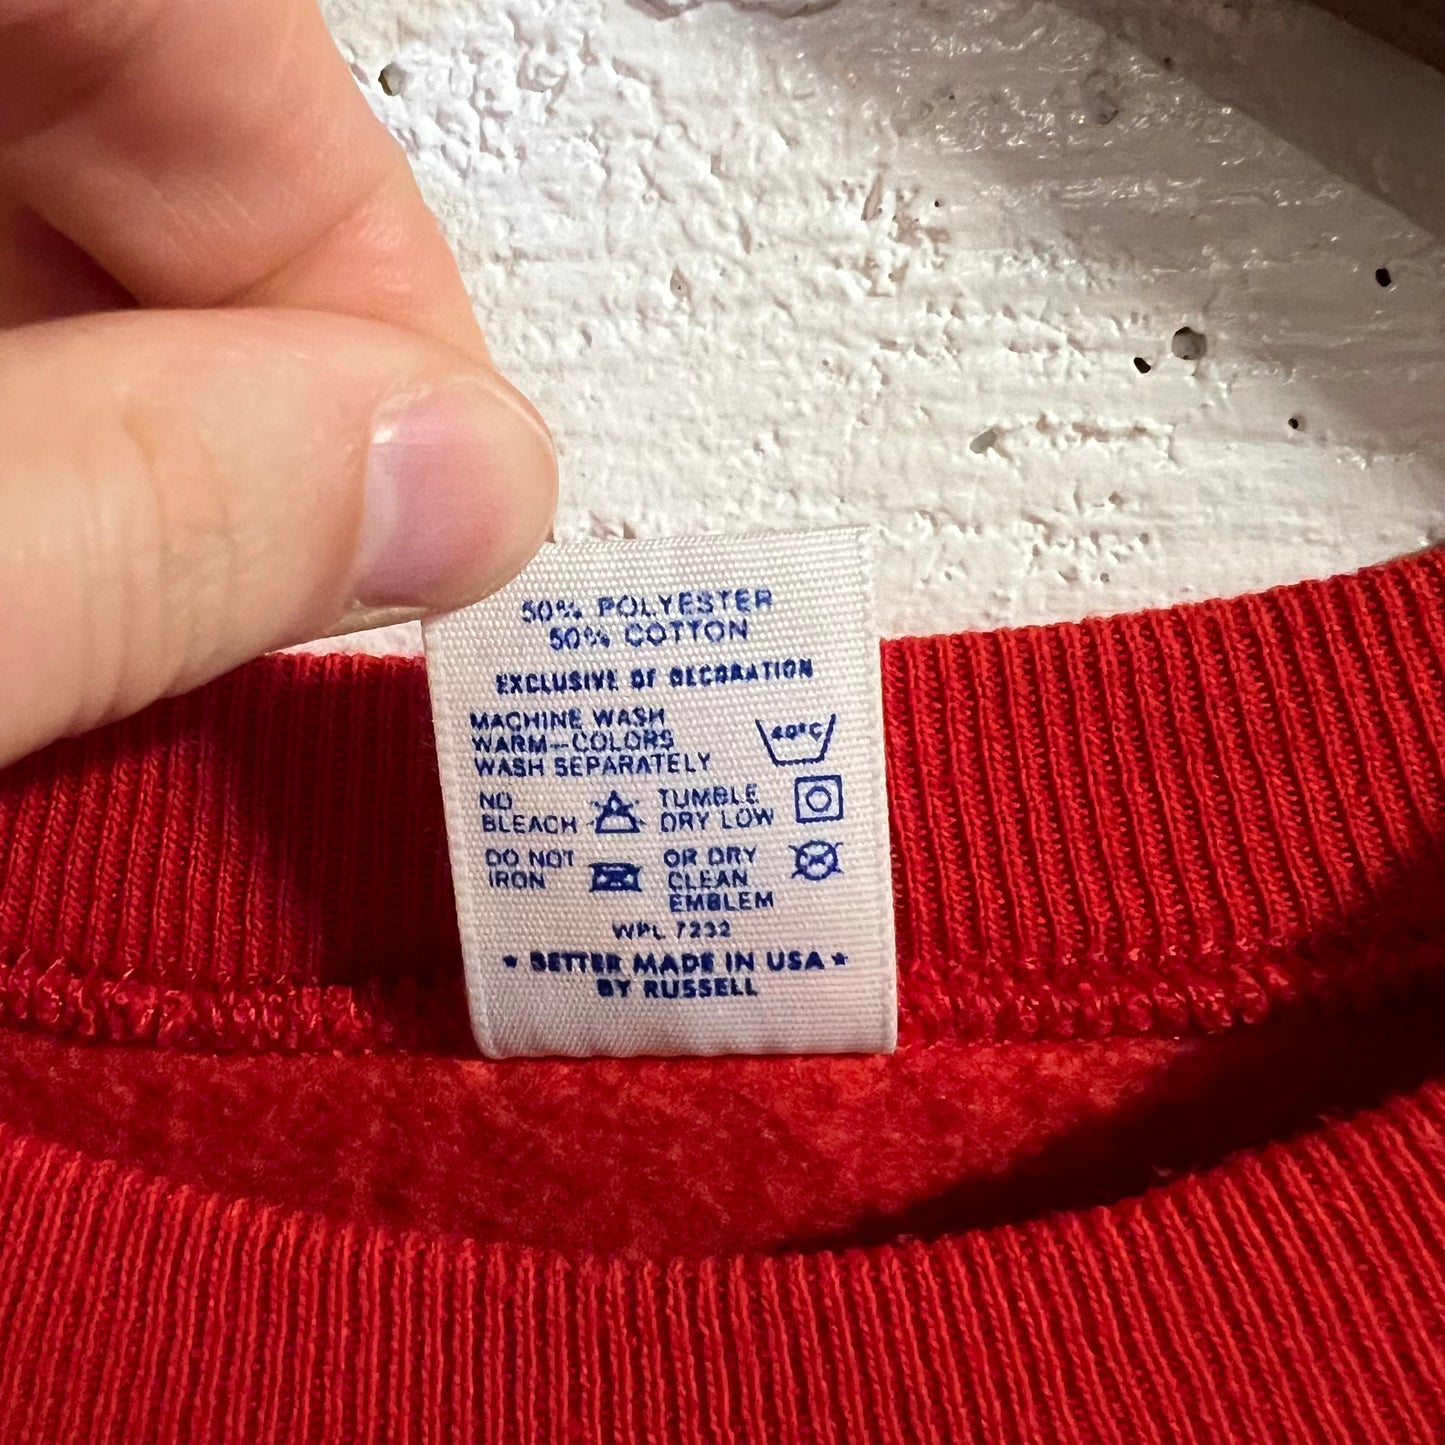 50% POLYESTER
50% COTTON
EXCLUSIVE OF DECORATION
MACHINE WASH
WARM-COLORS
WASH SEPARATELY
40°C
NO
BLEACH
TUMBLE
DRY LOW
DO NOT
IRON
OR DRY
CLEAN
EMBLEM
WPL 7232
★ BETTER MADE IN USA ★
BY RUSSELL